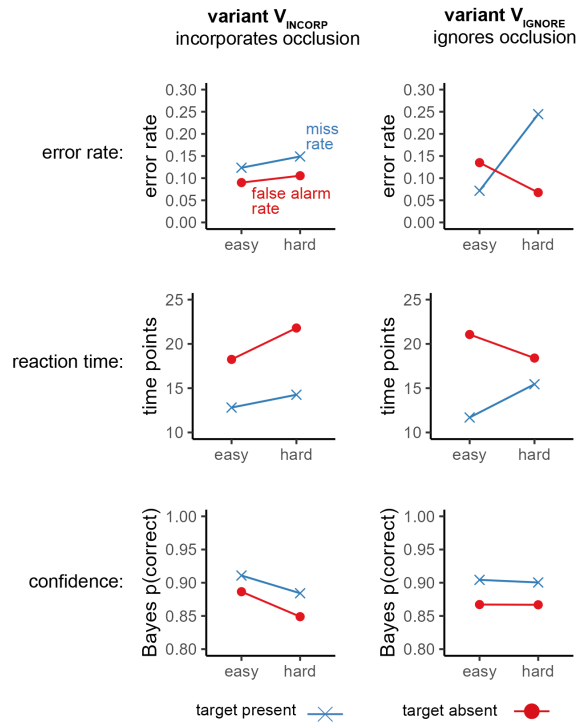 variant V_INCORP
incorporates occlusion
variant V_IGNORE
ignores occlusion
error rate:
error rate
0.30
0.25
0.20
0.15
0.10
0.05
0.00
miss
rate
false alarm
rate
easy hard
error rate
0.30
0.25
0.20
0.15
0.10
0.05
0.00
easy hard
reaction time:
time points
25
20
15
10
easy hard
time points
25
20
15
10
easy hard
confidence:
Bayes p(correct)
1.00
0.95
0.90
0.85
0.80
easy hard
Bayes p(correct)
1.00
0.95
0.90
0.85
0.80
easy hard
target present
target absent